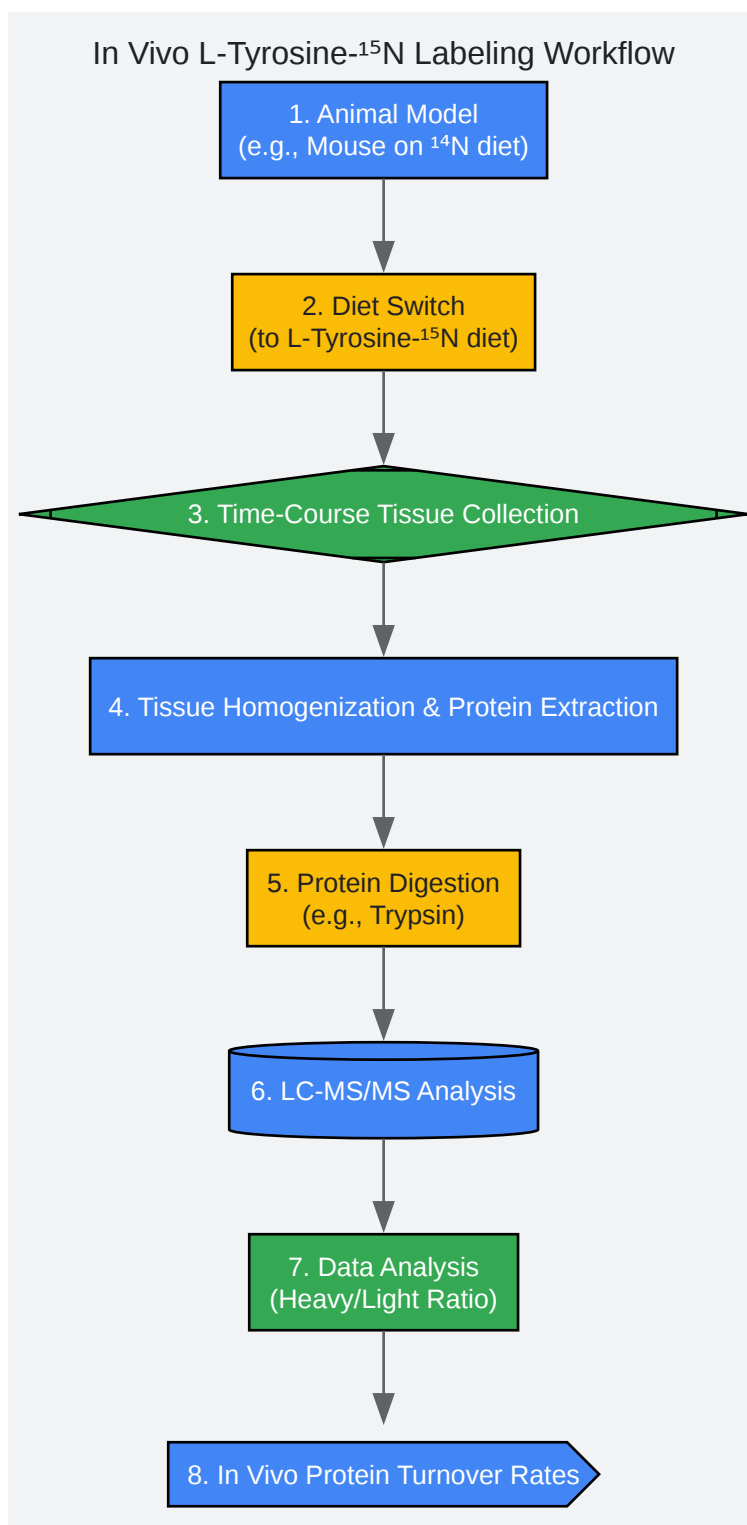 In Vivo L-Tyrosine-¹⁵N Labeling Workflow
1. Animal Model
(e.g., Mouse on ¹⁴N diet)
2. Diet Switch
(to L-Tyrosine-¹⁵N diet)
3. Time-Course Tissue Collection
4. Tissue Homogenization & Protein Extraction
5. Protein Digestion
(e.g., Trypsin)
6. LC-MS/MS Analysis
7. Data Analysis
(Heavy/Light Ratio)
8. In Vivo Protein Turnover Rates